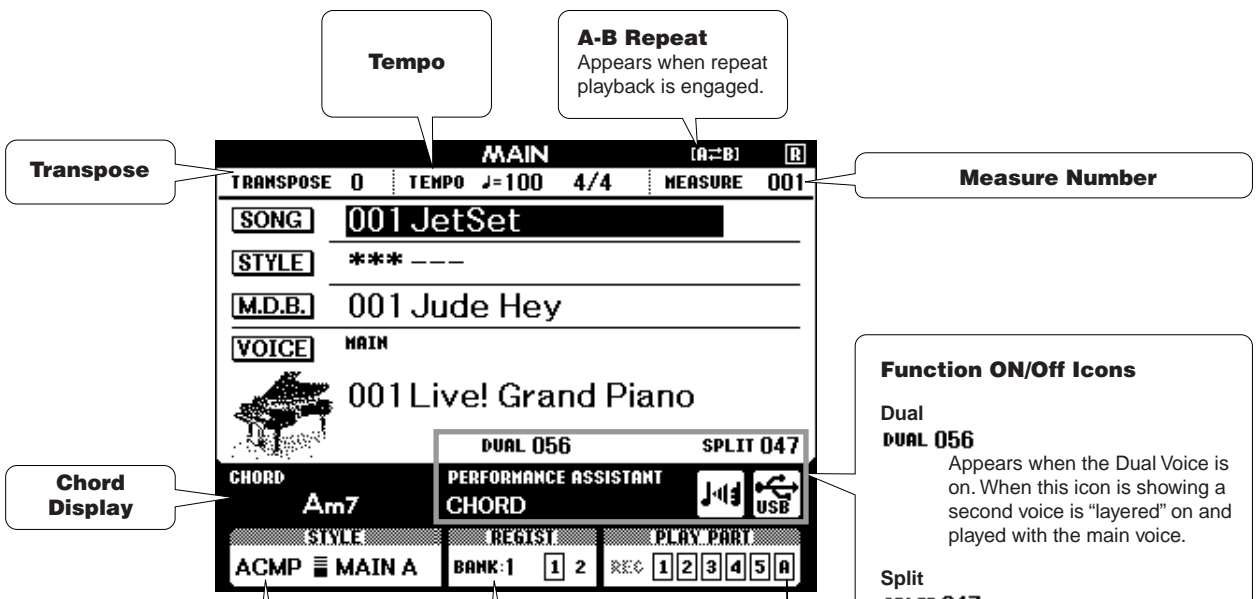 Tempo
A-B Repeat
Appears when repeat
playback is engaged.
Transpose
MAIN [A⇄B] R
TRANSPOSE 0 TEMPO ♩=100 4/4 MEASURE 001
Measure Number
SONG 001 JetSet
STYLE *** ---
M.D.B. 001 Jude Hey
VOICE MAIN
001 Live! Grand Piano
DUAL 056 SPLIT 047
Chord
Display
CHORD
Am7
PERFORMANCE ASSISTANT
CHORD
USB
STYLE REGIST PLAY PART
ACMP MAIN A BANK:1 1 2 REC 1 2 3 4 5 A
Function ON/Off Icons
Dual
DUAL 056
Appears when the Dual Voice is
on. When this icon is showing a
second voice is “layered” on and
played with the main voice.
Split